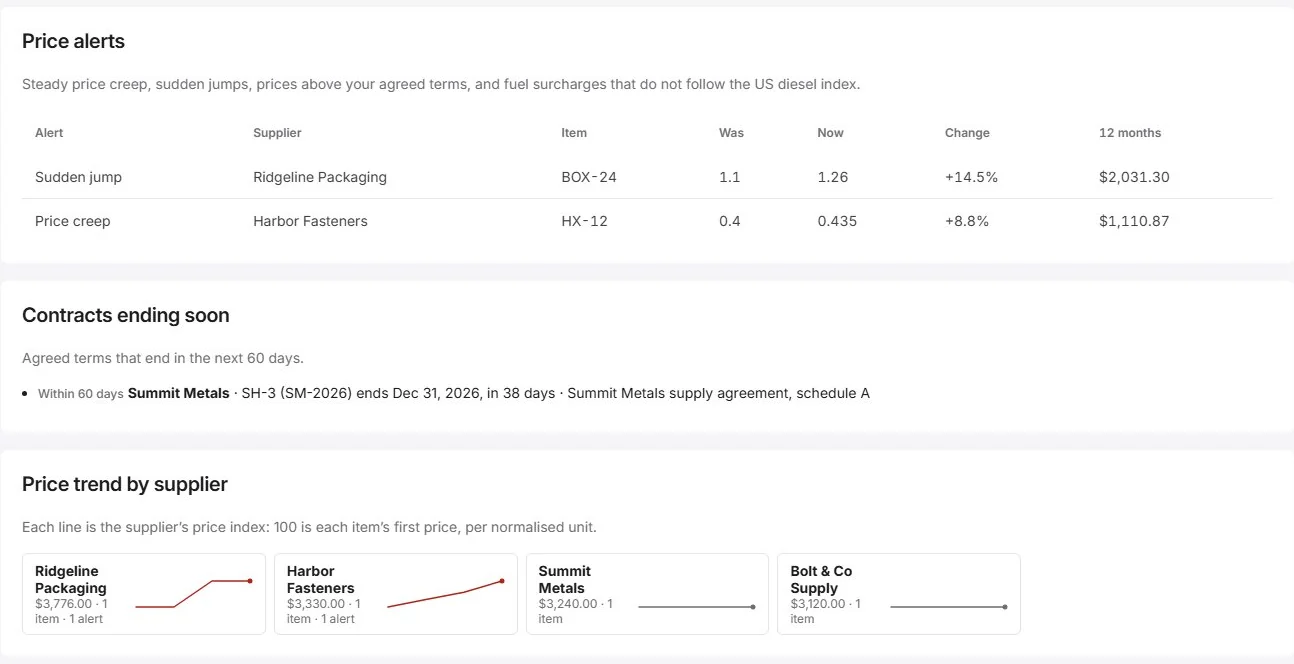 Price alerts
Steady price creep, sudden jumps, prices above your agreed terms, and fuel surcharges that do not follow the US diesel index.
Alert Supplier Item Was Now Change 12 months
Sudden jump Ridgeline Packaging BOX-24 1.1 1.26 +14.5% $2,031.30
Price creep Harbor Fasteners HX-12 0.4 0.435 +8.8% $1,110.87
Contracts ending soon
Agreed terms that end in the next 60 days.
• Within 60 days Summit Metals · SH-3 (SM-2026) ends Dec 31, 2026, in 38 days · Summit Metals supply agreement, schedule A
Price trend by supplier
Each line is the supplier’s price index: 100 is each item’s first price, per normalised unit.
Ridgeline
Packaging
$3,776.00 · 1
item · 1 alert
Harbor
Fasteners
$3,330.00 · 1
item · 1 alert
Summit
Metals
$3,240.00 · 1
item
Bolt & Co
Supply
$3,120.00 · 1
item